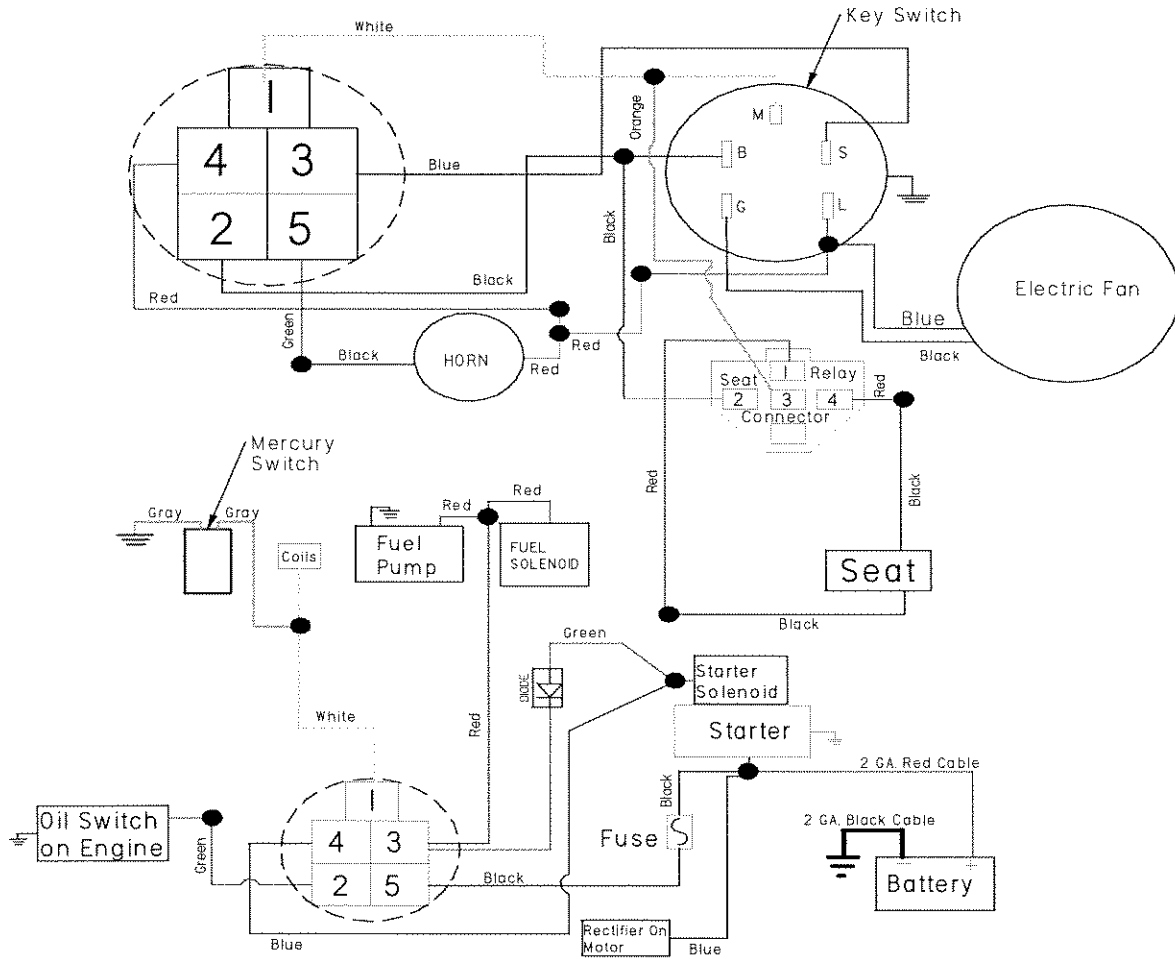 Key Switch
White
1
M
Orange
4
3
B
S
Blue
2
5
G
L
Black
Black
Electric Fan
Red
Green
Blue
Black
HORN
Red
Red
Black
1
Relay
Seat
2
3
4
Red
Connector
Mercury
Switch
Red
Black
Gray
Gray
Red
Red
Coils
Fuel
Pump
FUEL
SOLENOID
Seat
Black
Green
DIODE
Starter
Solenoid
White
Red
Starter
2 GA. Red Cable
1
Black
Oil Switch
on Engine
4
3
Fuse
2 GA. Black Cable
Green
2
5
Black
Battery
− +
Blue
Rectifier On
Motor
Blue